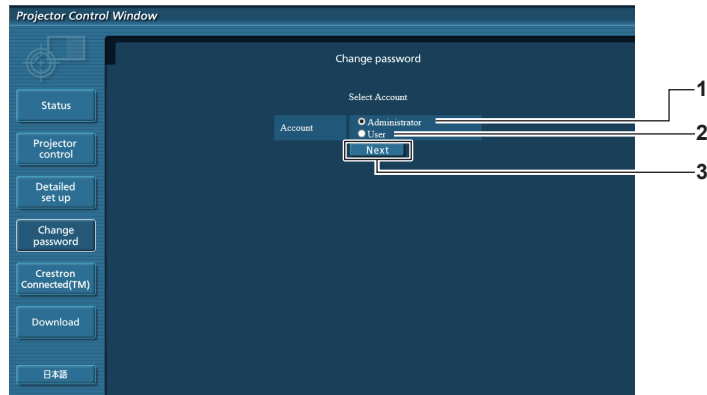 Projector Control Window
Change password
Select Account
Account
Administrator
User
Next
1
2
3
Status
Projector
control
Detailed
set up
Change
password
Crestron
Connected(TM)
Download
日本語